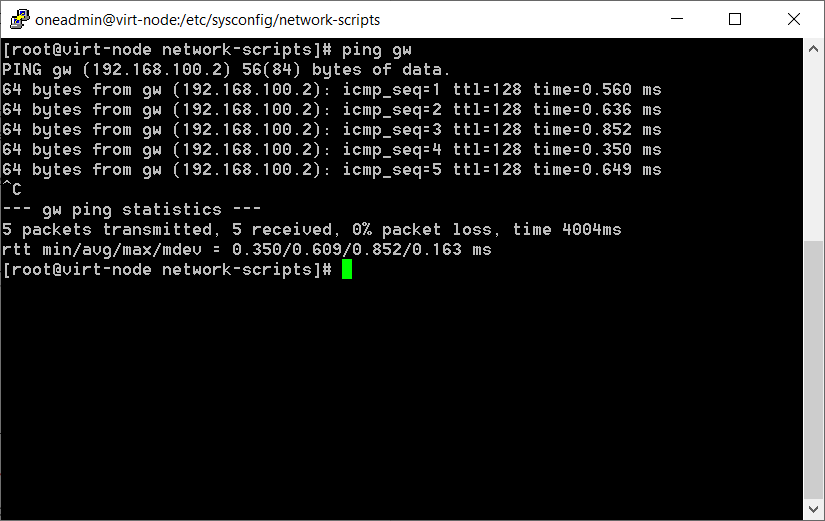 oneadmin@virt-node:/etc/sysconfig/network-scripts
[root@virt-node network-scripts]# ping gw
PING gw (192.168.100.2) 56(84) bytes of data.
64 bytes from gw (192.168.100.2): icmp_seq=1 ttl=128 time=0.560 ms
64 bytes from gw (192.168.100.2): icmp_seq=2 ttl=128 time=0.636 ms
64 bytes from gw (192.168.100.2): icmp_seq=3 ttl=128 time=0.852 ms
64 bytes from gw (192.168.100.2): icmp_seq=4 ttl=128 time=0.350 ms
64 bytes from gw (192.168.100.2): icmp_seq=5 ttl=128 time=0.649 ms
^C
--- gw ping statistics ---
5 packets transmitted, 5 received, 0% packet loss, time 4004ms
rtt min/avg/max/mdev = 0.350/0.609/0.852/0.163 ms
[root@virt-node network-scripts]#